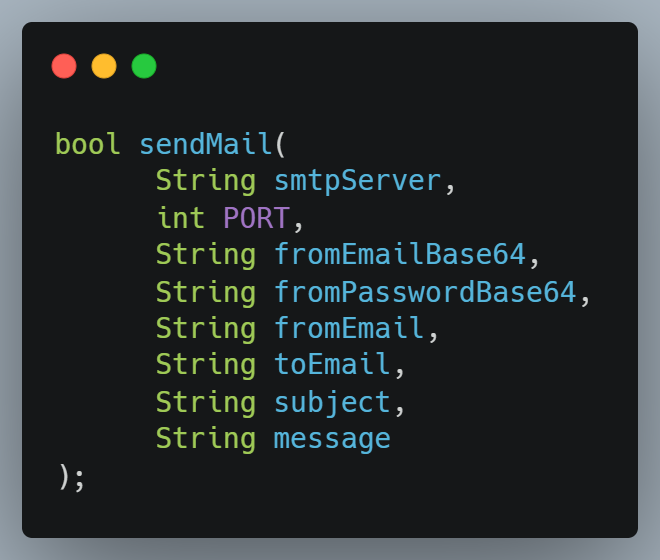 bool sendMail(
String smtpServer,
int PORT,
String fromEmailBase64,
String fromPasswordBase64,
String fromEmail,
String toEmail,
String subject,
String message
);